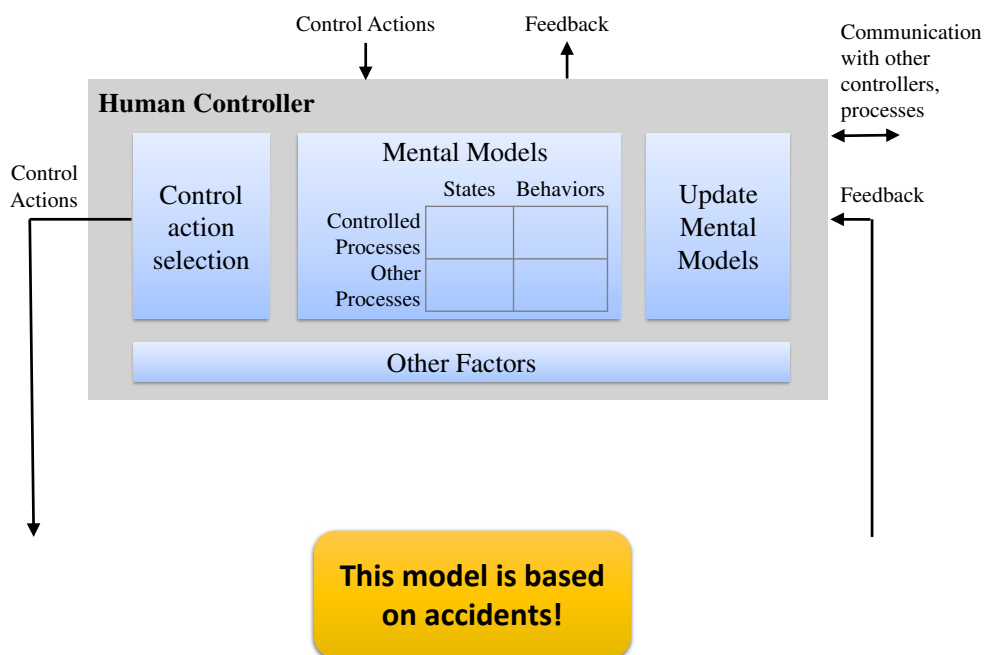 Control Actions
Feedback
Communication
with other
controllers,
processes
Human Controller
Control
Actions
Control
action
selection
Mental Models
States
Behaviors
Controlled
Processes
Other
Processes
Update
Mental
Models
Feedback
Other Factors
This model is based
on accidents!